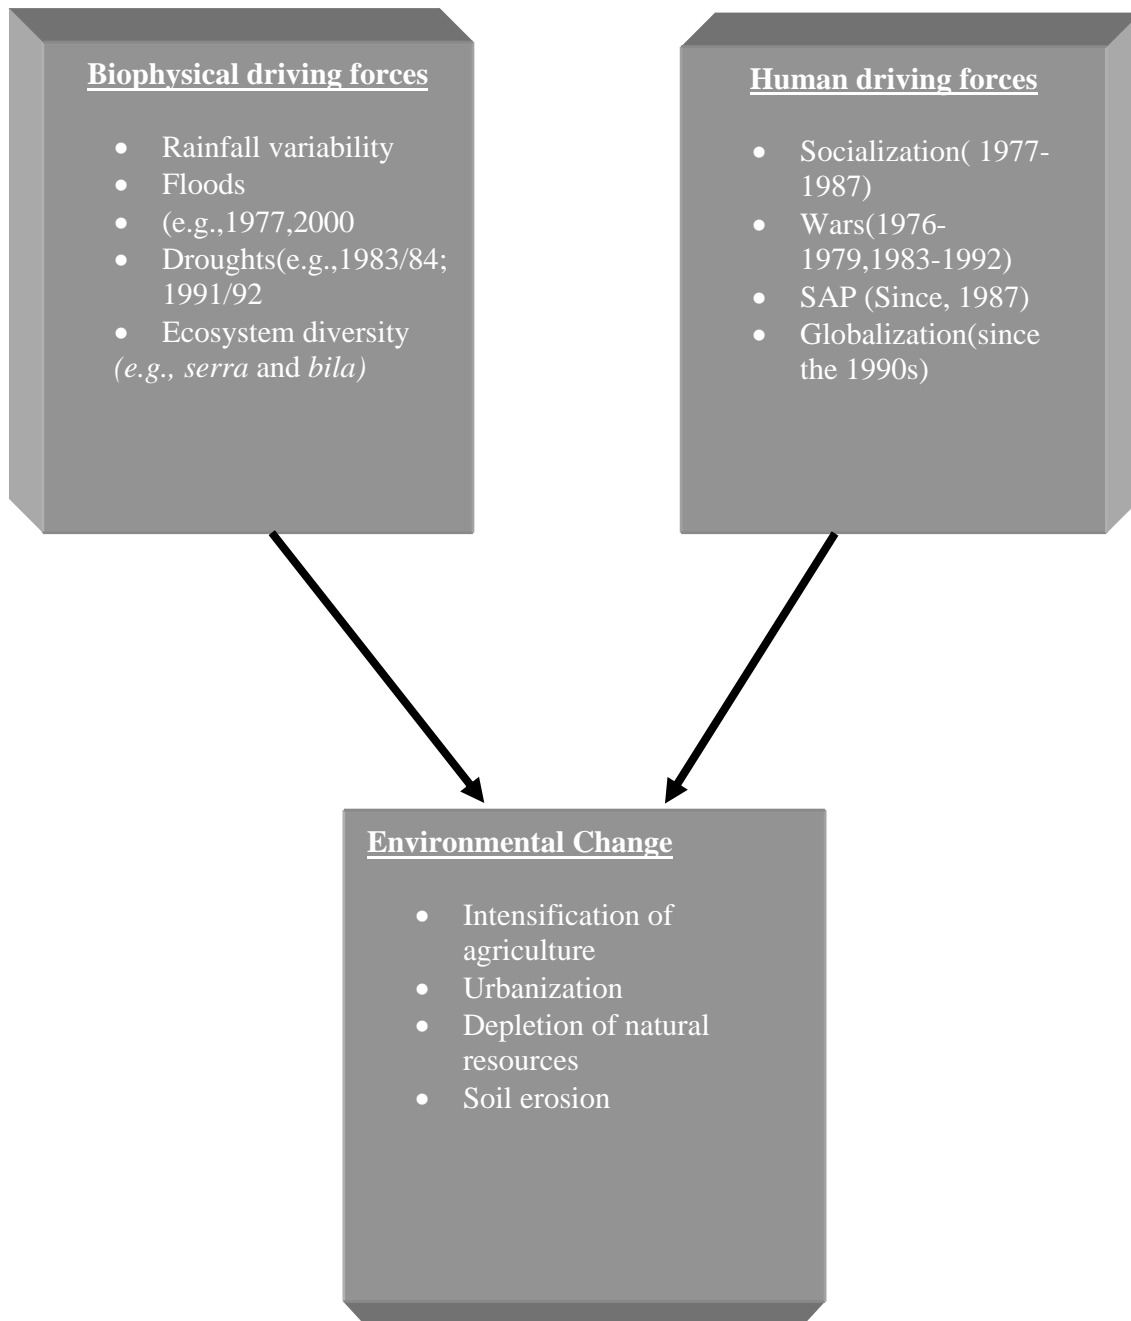 Biophysical driving forces
• Rainfall variability
• Floods
• (e.g.,1977,2000
• Droughts(e.g.,1983/84;
1991/92
• Ecosystem diversity
(e.g., serra and bila)
Human driving forces
• Socialization( 1977-
1987)
• Wars(1976-
1979,1983-1992)
• SAP (Since, 1987)
• Globalization(since
the 1990s)
Environmental Change
• Intensification of
agriculture
• Urbanization
• Depletion of natural
resources
• Soil erosion